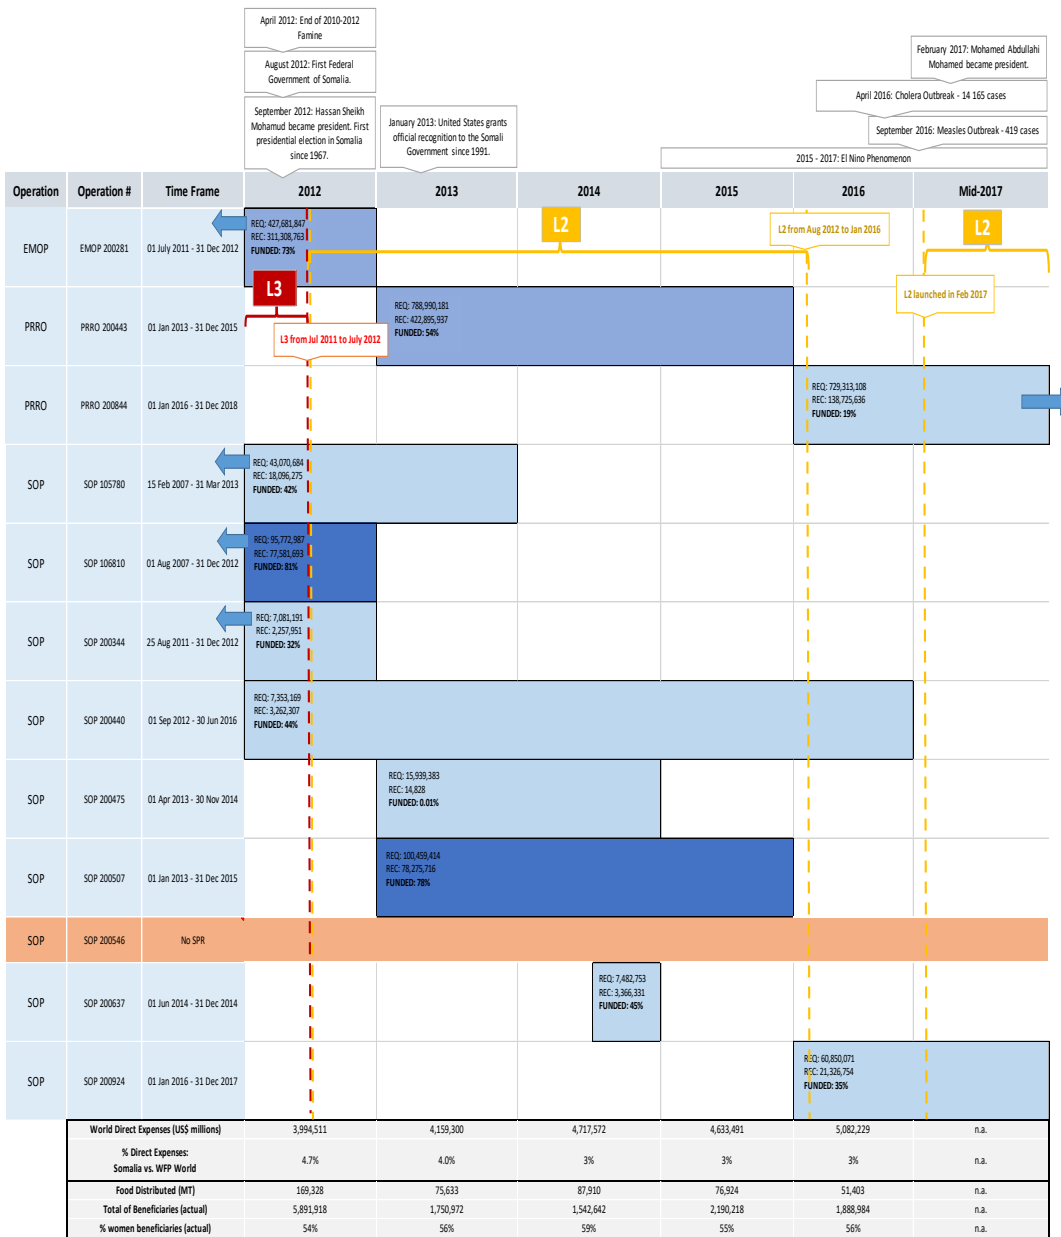 April 2012: End of 2010-2012
Famine
August 2012: First Federal
Government of Somalia.
September 2012: Hassan Sheikh
Mohamud became president. First
presidential election in Somalia
since 1967.
January 2013: United States grants
official recognition to the Somali
Government since 1991.
February 2017: Mohamed Abdullahi
Mohamed became president.
April 2016: Cholera Outbreak - 14 165 cases
September 2016: Measles Outbreak - 419 cases
2015 - 2017: El Nino Phenomenon
Operation Operation # Time Frame 2012 2013 2014 2015 2016 Mid-2017
EMOP EMOP 200281 01 July 2011 - 31 Dec 2012
REQ: 427,681,847
REC: 311,308,763
FUNDED: 73%
L2
L2 from Aug 2012 to Jan 2016
L2
L3
L3 from Jul 2011 to July 2012
L2 launched in Feb 2017
PRRO PRRO 200443 01 Jan 2013 - 31 Dec 2015
REQ: 788,990,181
REC: 422,895,937
FUNDED: 54%
PRRO PRRO 200844 01 Jan 2016 - 31 Dec 2018
REQ: 729,313,108
REC: 138,725,636
FUNDED: 19%
SOP SOP 105780 15 Feb 2007 - 31 Mar 2013
REQ: 43,070,684
REC: 18,096,275
FUNDED: 42%
SOP SOP 106810 01 Aug 2007 - 31 Dec 2012
REQ: 95,772,987
REC: 77,581,693
FUNDED: 81%
SOP SOP 200344 25 Aug 2011 - 31 Dec 2012
REQ: 7,081,191
REC: 2,257,951
FUNDED: 32%
SOP SOP 200440 01 Sep 2012 - 30 Jun 2016
REQ: 7,353,169
REC: 3,262,307
FUNDED: 44%
SOP SOP 200475 01 Apr 2013 - 30 Nov 2014
REQ: 15,939,383
REC: 14,828
FUNDED: 0.01%
SOP SOP 200507 01 Jan 2013 - 31 Dec 2015
REQ: 100,459,414
REC: 78,275,716
FUNDED: 78%
SOP SOP 200546 No SPR
SOP SOP 200637 01 Jun 2014 - 31 Dec 2014
REQ: 7,482,753
REC: 3,366,331
FUNDED: 45%
SOP SOP 200924 01 Jan 2016 - 31 Dec 2017
REQ: 60,850,071
REC: 21,326,754
FUNDED: 35%
World Direct Expenses (US$ millions) 3,994,511 4,159,300 4,717,572 4,633,491 5,082,229 n.a.
% Direct Expenses:
Somalia vs. WFP World 4.7% 4.0% 3% 3% 3% n.a.
Food Distributed (MT) 169,328 75,633 87,910 76,924 51,403 n.a.
Total of Beneficiaries (actual) 5,891,918 1,750,972 1,542,642 2,190,218 1,888,984 n.a.
% women beneficiaries (actual) 54% 56% 59% 55% 56% n.a.